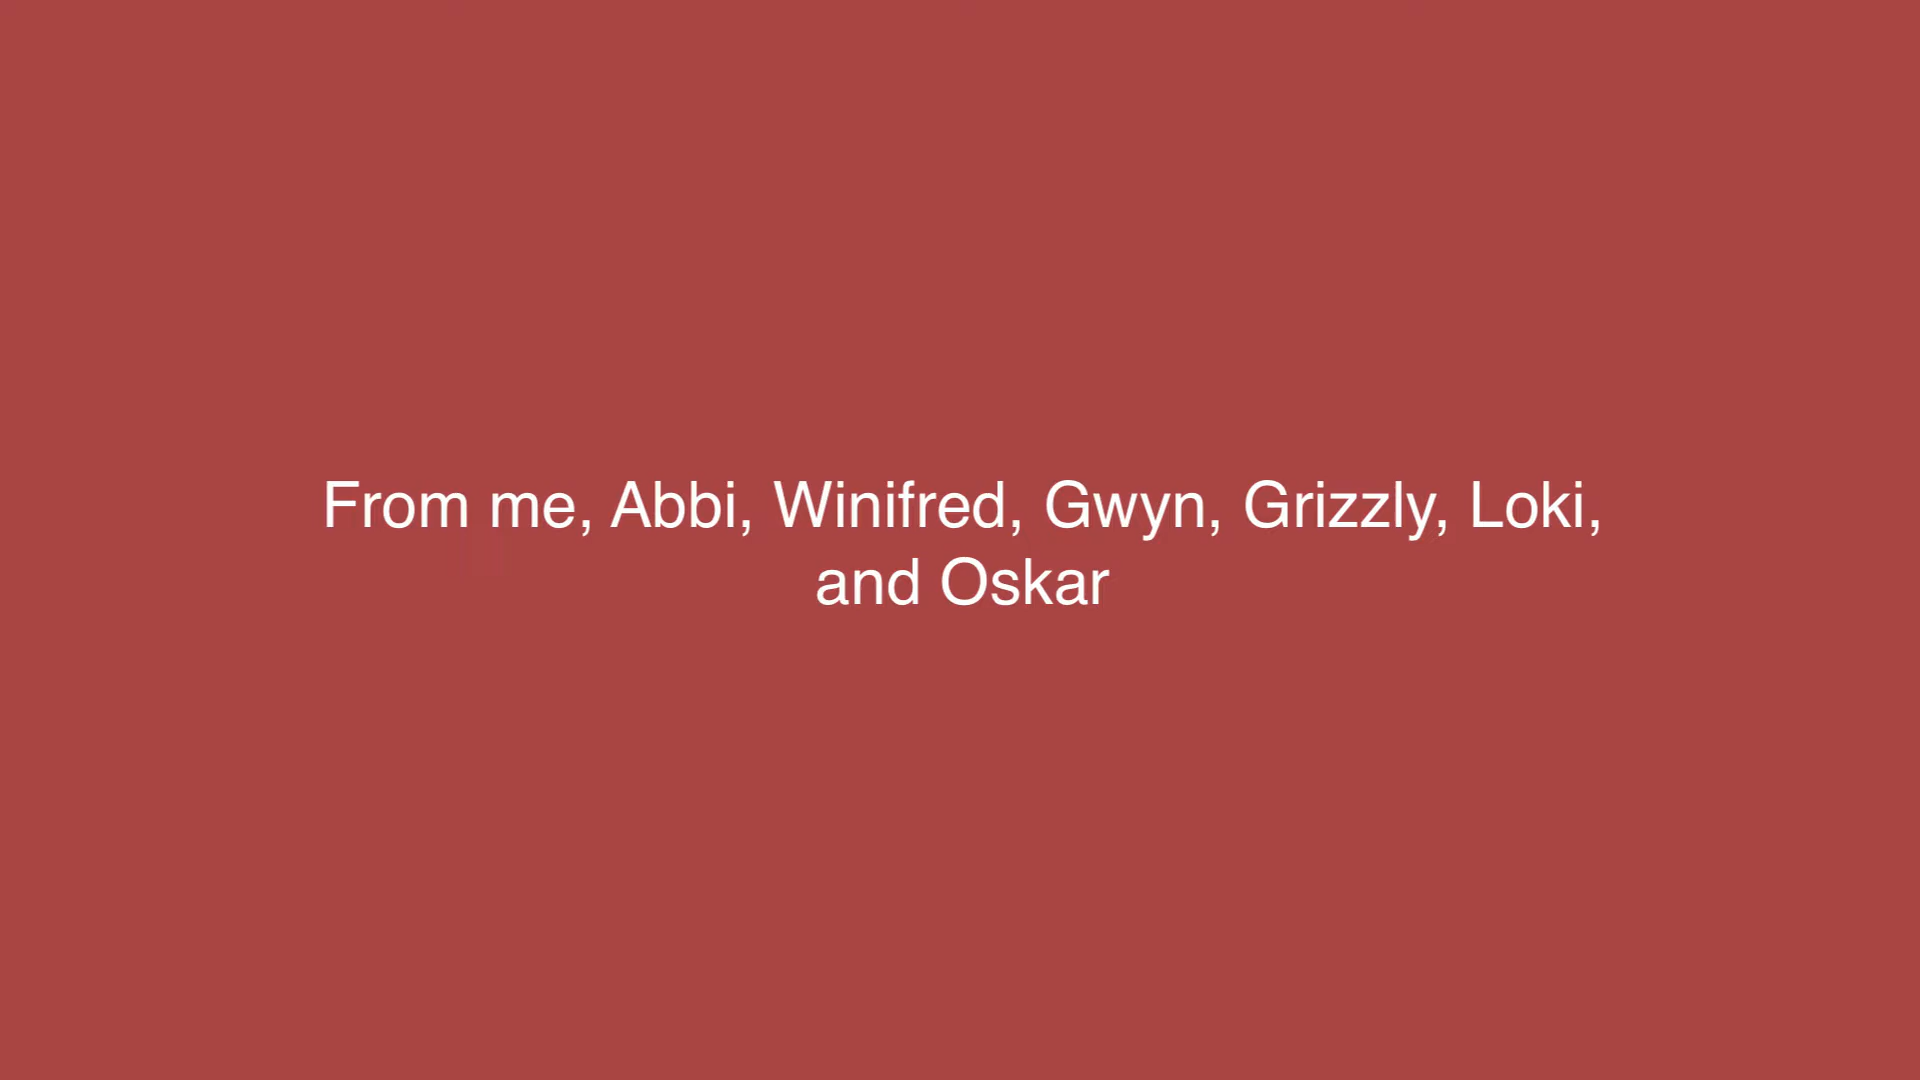 From me, Abbi, Winifred, Gwyn, Grizzly, Loki,
and Oskar